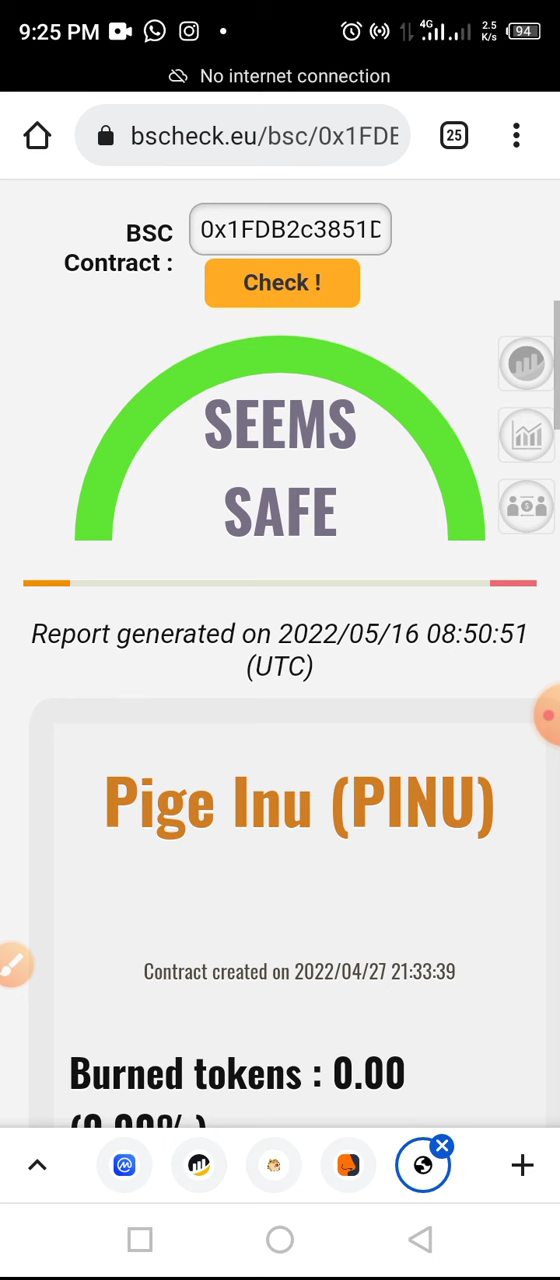 9:25 PM 4G 2.5 K/s 94
No internet connection
bscheck.eu/bsc/0x1FDE 25
BSC Contract :
0x1FDB2c3851D
Check !
SEEMS
SAFE
Report generated on 2022/05/16 08:50:51
(UTC)
Pige Inu (PINU)
Contract created on 2022/04/27 21:33:39
Burned tokens : 0.00
(0.00% )